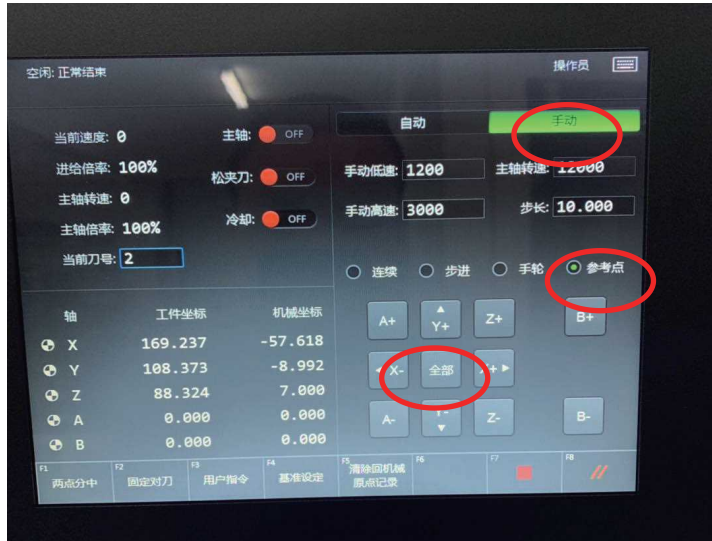 空闲: 正常结束
操作员
当前速度: 0
主轴: OFF
进给倍率: 100%
松夹刀: OFF
主轴转速: 0
冷却: OFF
主轴倍率: 100%
当前刀号: 2
自动
手动
手动低速: 1200
主轴转速: 12000
手动高速: 3000
步长: 10.000
连续
步进
手轮
参考点
轴 工件坐标 机械坐标
X 169.237 -57.618
Y 108.373 -8.992
Z 88.324 7.000
A 0.000 0.000
B 0.000 0.000
A+
Y+
Z+
B+
X-
全部
X+
A-
Y-
Z-
B-
F1 两点分中
F2 固定对刀
F3 用户指令
F4 基准设定
F5 清除回机械
原点记录
F6
F7
F8